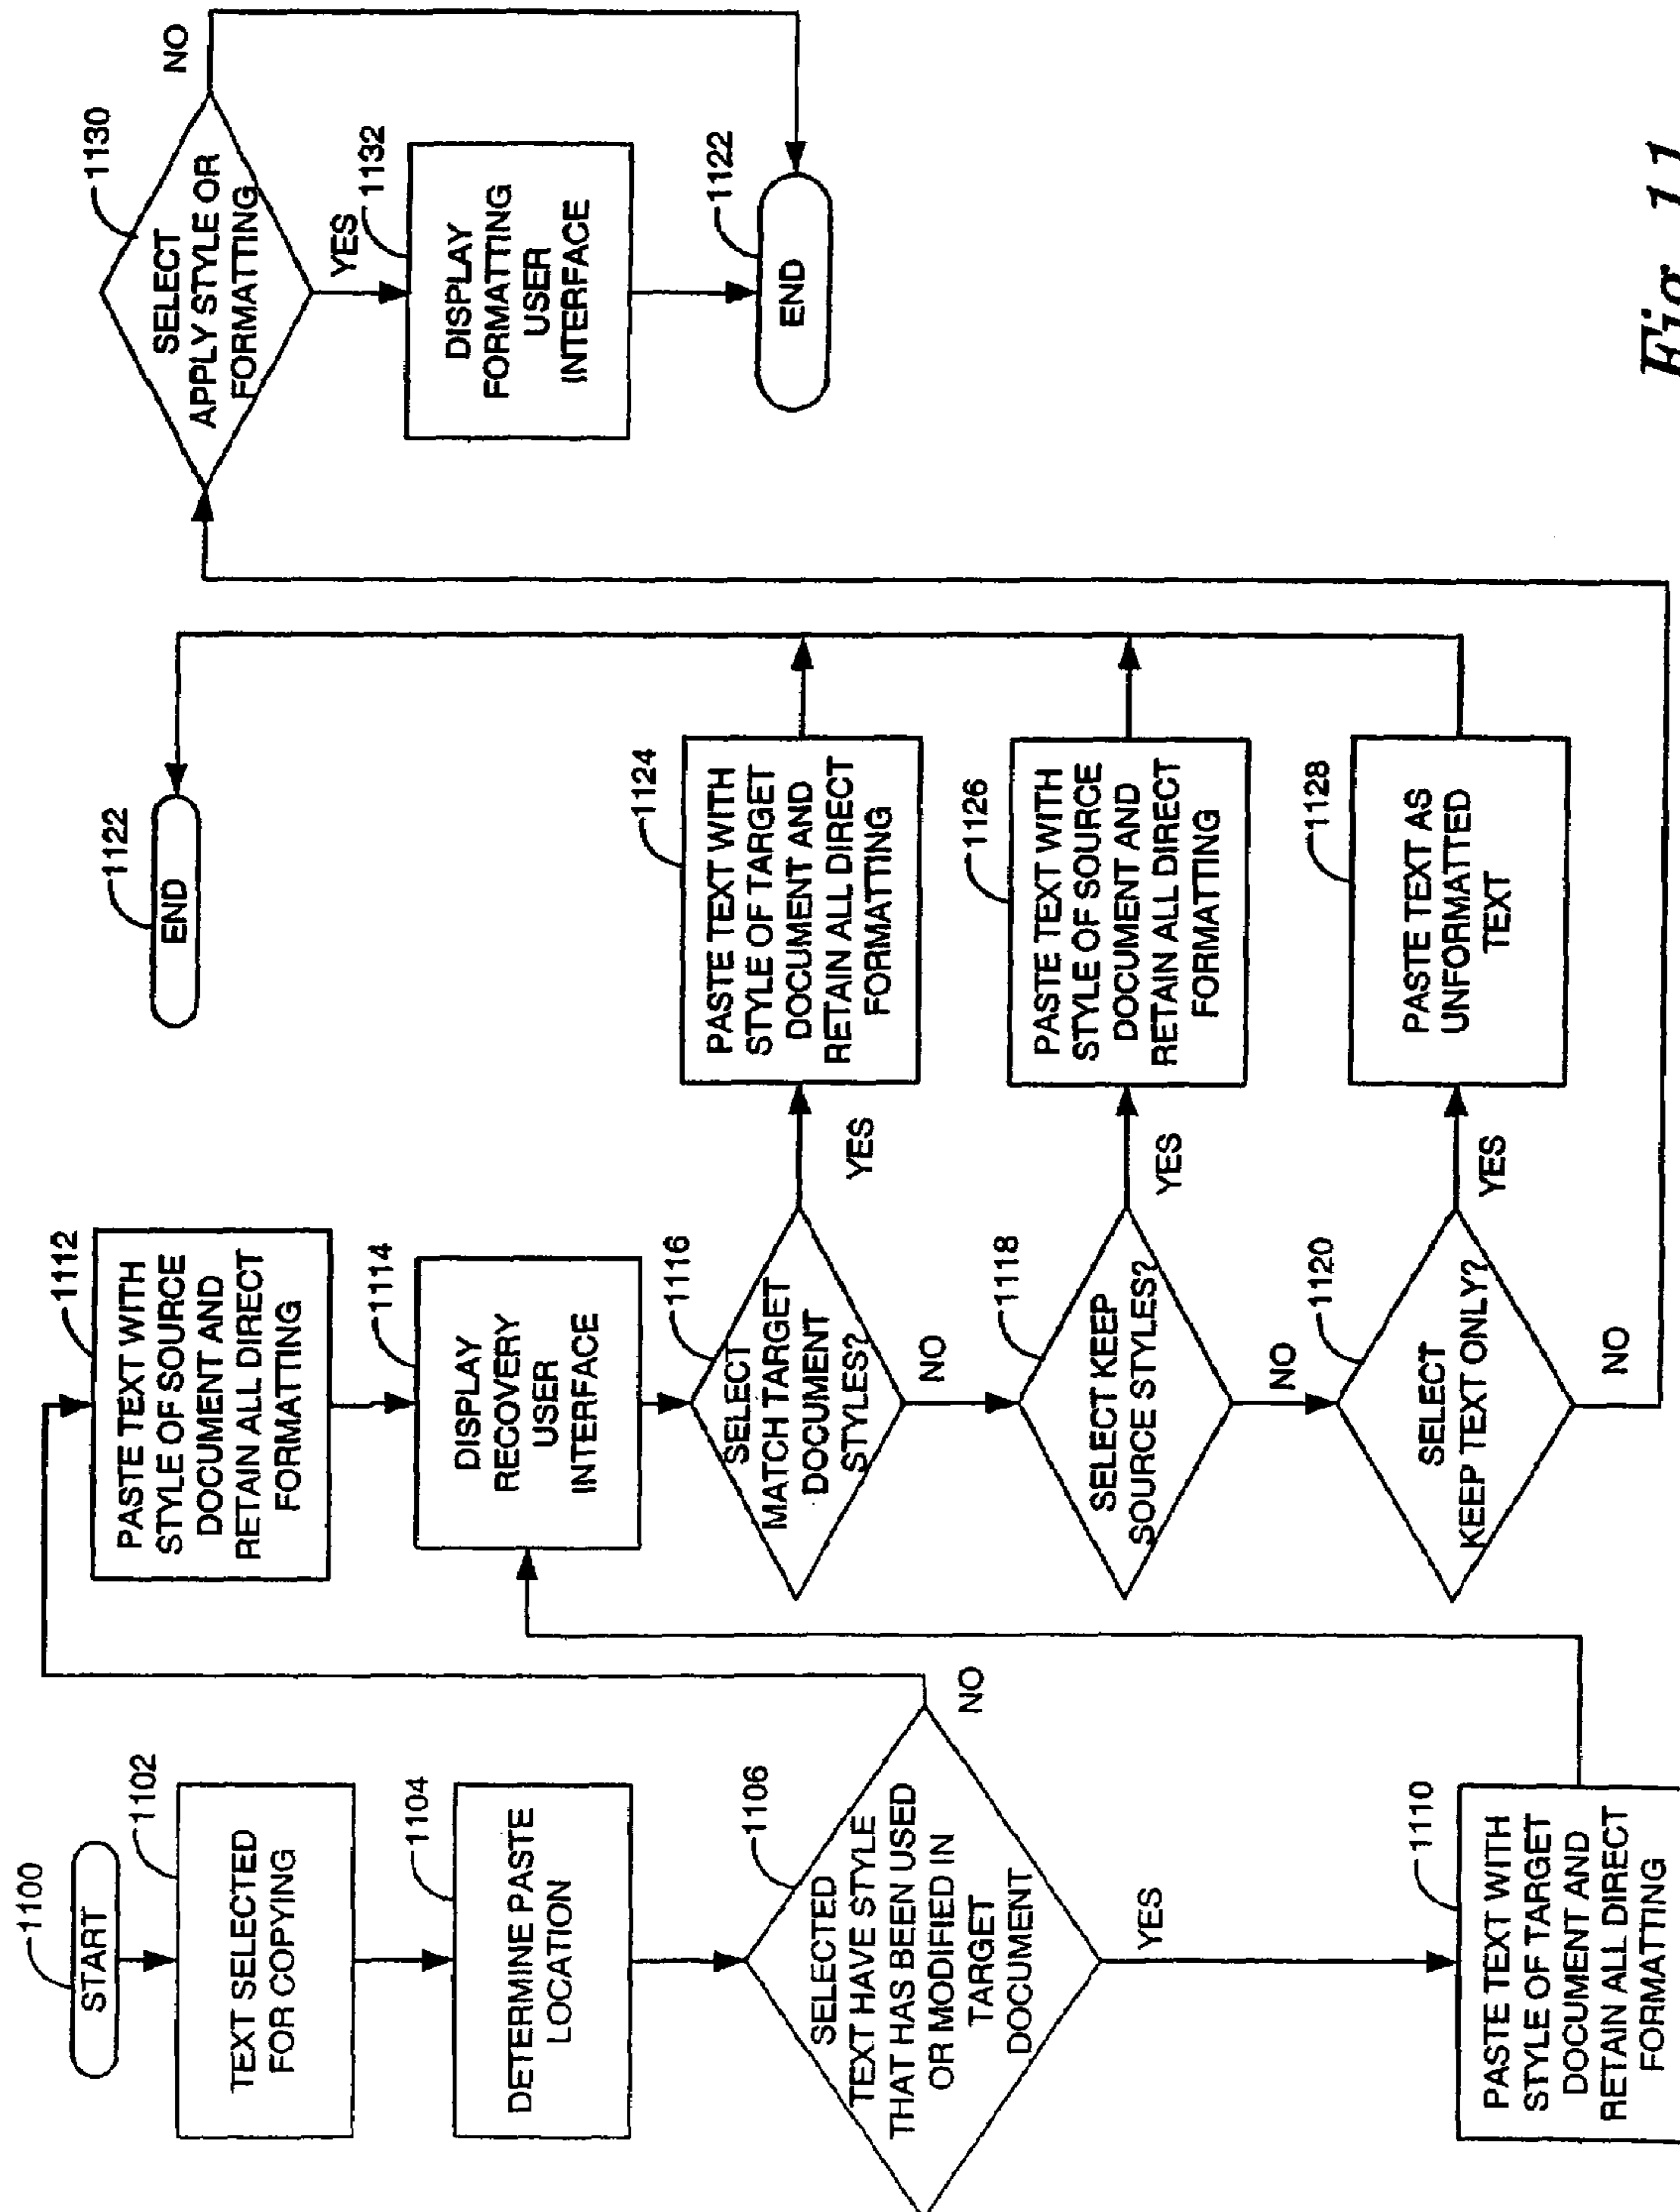 1100
START
1102
TEXT SELECTED
FOR COPYING
1104
DETERMINE PASTE
LOCATION
1106
SELECTED
TEXT HAVE STYLE
THAT HAS BEEN USED
OR MODIFIED IN
TARGET
DOCUMENT
NO
YES
1110
PASTE TEXT WITH
STYLE OF TARGET
DOCUMENT AND
RETAIN ALL DIRECT
FORMATTING
1112
PASTE TEXT WITH
STYLE OF SOURCE
DOCUMENT AND
RETAIN ALL DIRECT
FORMATTING
1114
DISPLAY
RECOVERY
USER
INTERFACE
1116
SELECT
MATCH TARGET
DOCUMENT
STYLES?
YES
NO
1118
SELECT KEEP
SOURCE STYLES?
YES
NO
1120
SELECT
KEEP TEXT ONLY?
YES
NO
1122
END
1124
PASTE TEXT WITH
STYLE OF TARGET
DOCUMENT AND
RETAIN ALL DIRECT
FORMATTING
1126
PASTE TEXT WITH
STYLE OF SOURCE
DOCUMENT AND
RETAIN ALL DIRECT
FORMATTING
1128
PASTE TEXT AS
UNFORMATTED
TEXT
1130
SELECT
APPLY STYLE OR
FORMATTING
NO
YES
1132
DISPLAY
FORMATTING
USER
INTERFACE
1122
END
Fig. 11